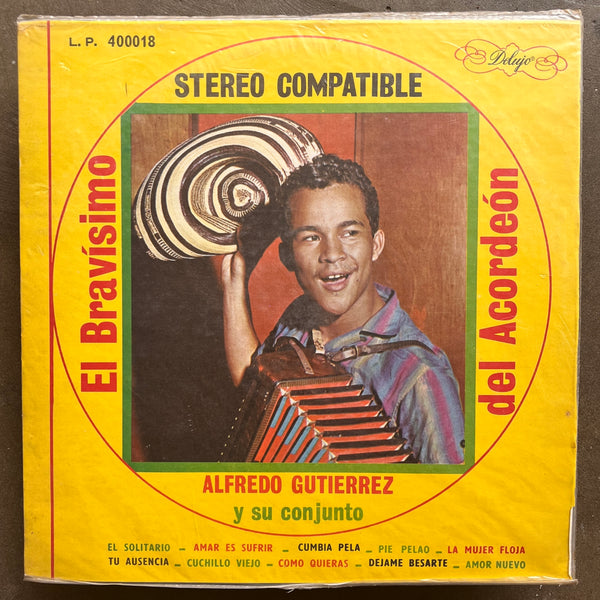 L. P. 400018
Delujo
STEREO COMPATIBLE
El Bravísimo
del Acordeón
ALFREDO GUTIERREZ
y su conjunto
EL SOLITARIO - AMAR ES SUFRIR - CUMBIA PELA - PIE PELAO - LA MUJER FLOJA
TU AUSENCIA - CUCHILLO VIEJO - COMO QUIERAS - DEJAME BESARTE - AMOR NUEVO